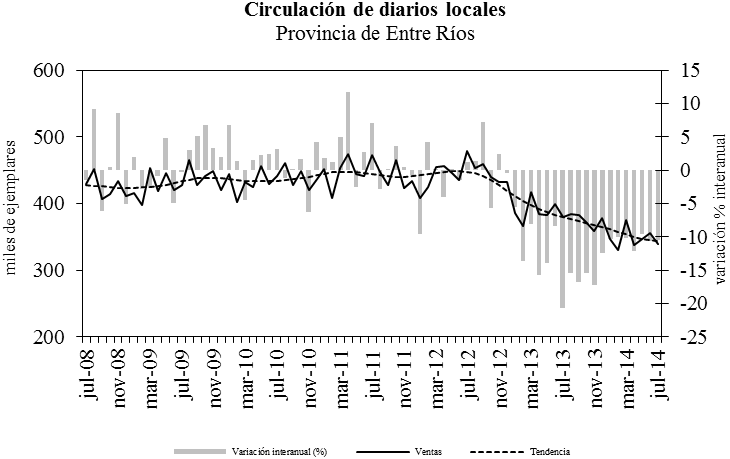 Circulación de diarios locales
Provincia de Entre Ríos
miles de ejemplares
600
500
400
300
200
15
10
5
0
-5
-10
-15
-20
-25
variación % interanual
jul-08
nov-08
mar-09
jul-09
nov-09
mar-10
jul-10
nov-10
mar-11
jul-11
nov-11
mar-12
jul-12
nov-12
mar-13
jul-13
nov-13
mar-14
jul-14
Variación interanual (%)
Ventas
Tendencia